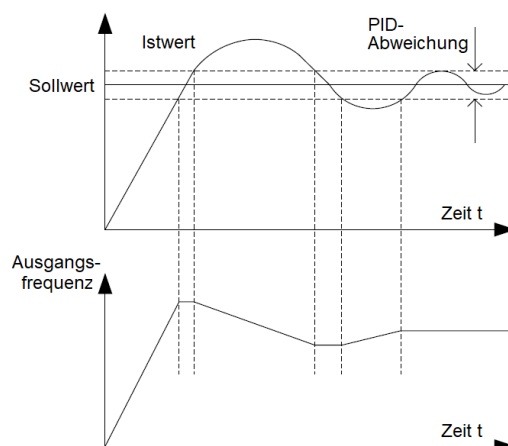 Istwert
PID-
Abweichung
Sollwert
Zeit t
Ausgangs-
frequenz
Zeit t